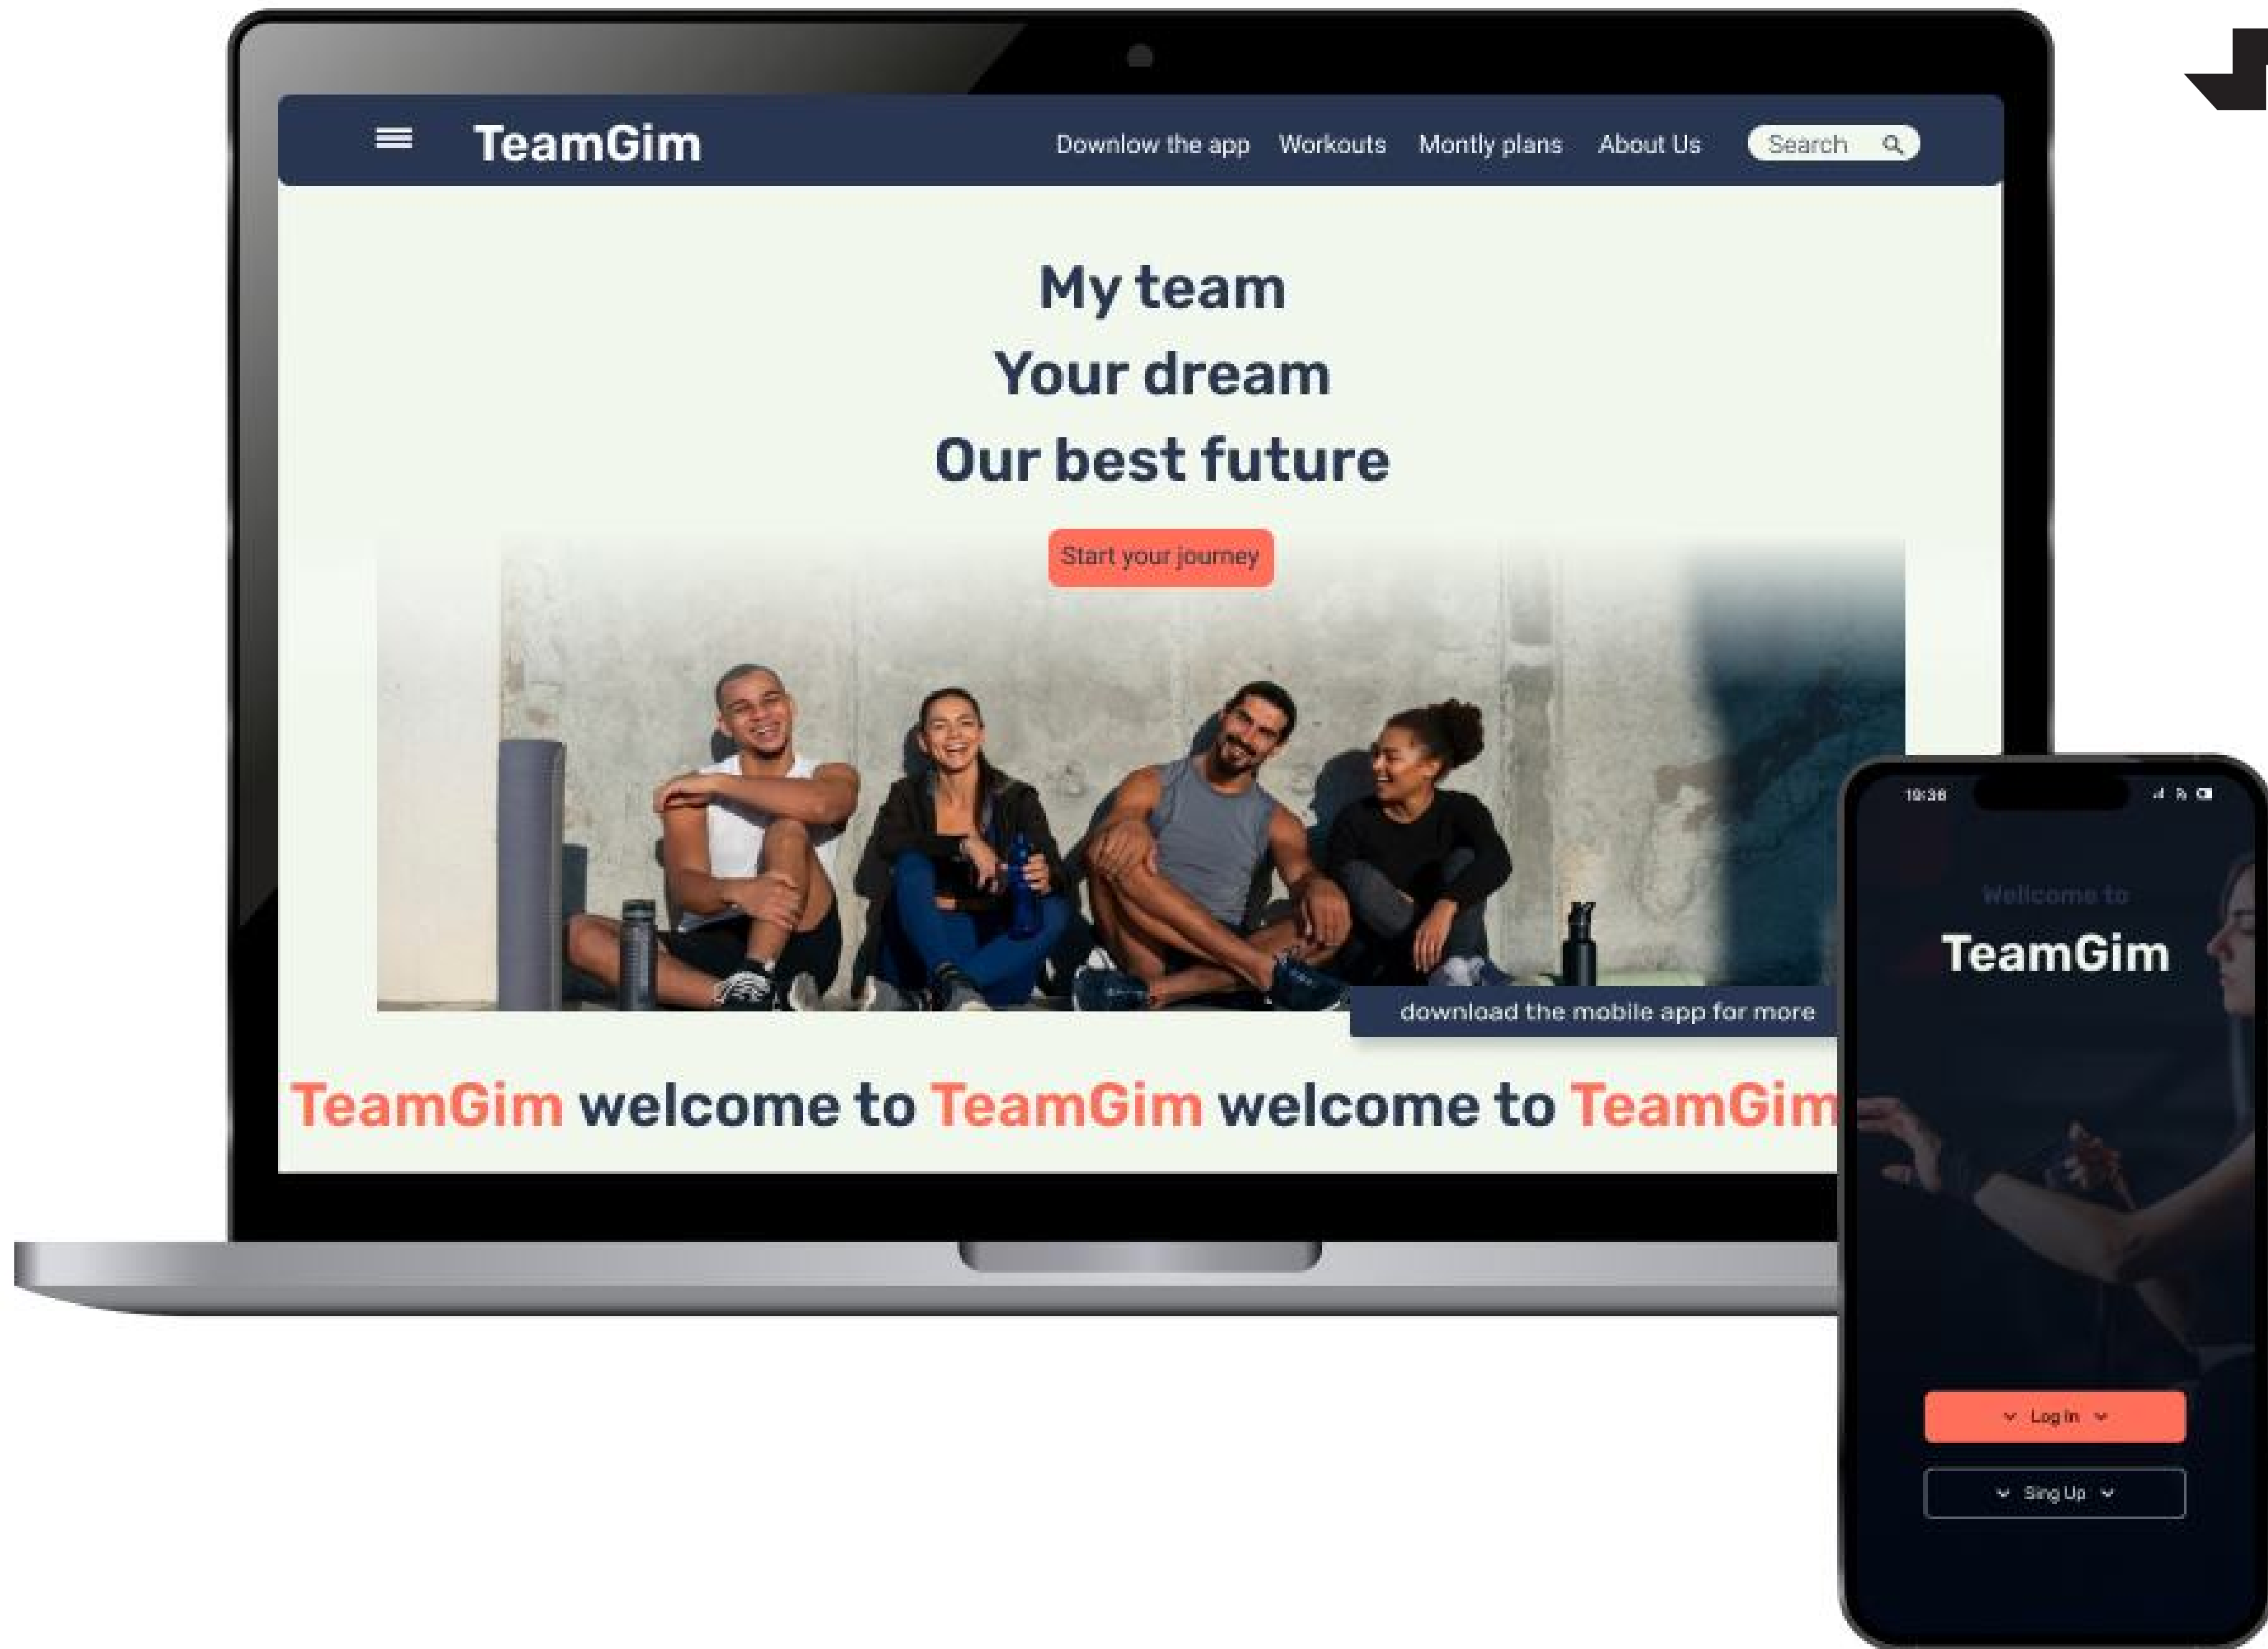 TeamGim
Downlow the app Workouts Montly plans About Us Search
My team
Your dream
Our best future
Start your journey
download the mobile app for more
TeamGim welcome to TeamGim welcome to TeamGim
19:36
Wellcome to
TeamGim
Log In
Sing Up